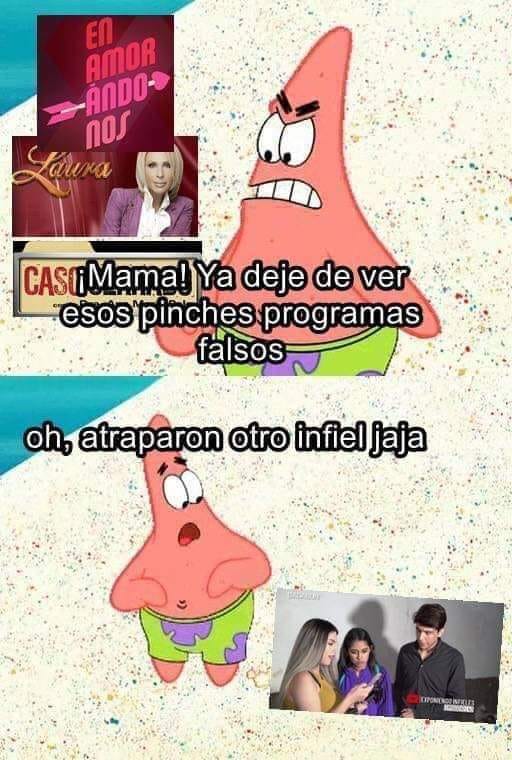 EN
AMOR
ÁNDO
NOS
Laura
CAS
¡Mama! Ya deje de ver
esos pinches programas
falsos
oh, atraparon otro infiel jaja
EXPONIENDO INFIELES